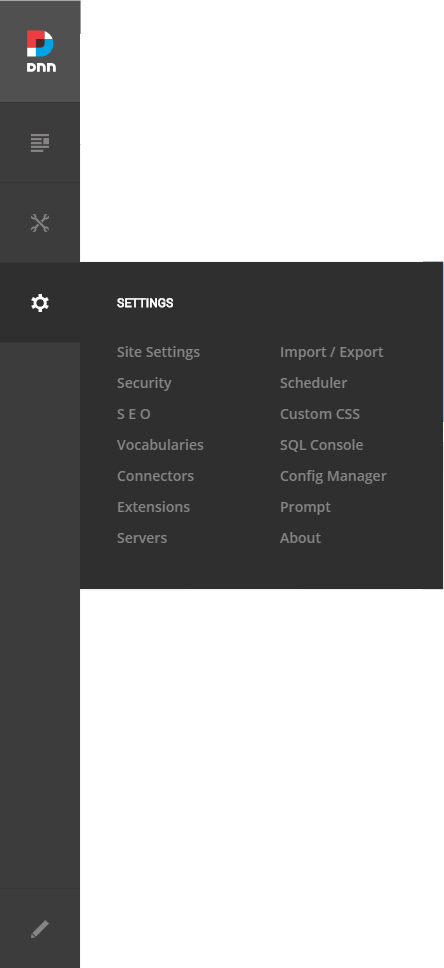 DNN
SETTINGS
Site Settings
Security
S E O
Vocabularies
Connectors
Extensions
Servers
Import / Export
Scheduler
Custom CSS
SQL Console
Config Manager
Prompt
About